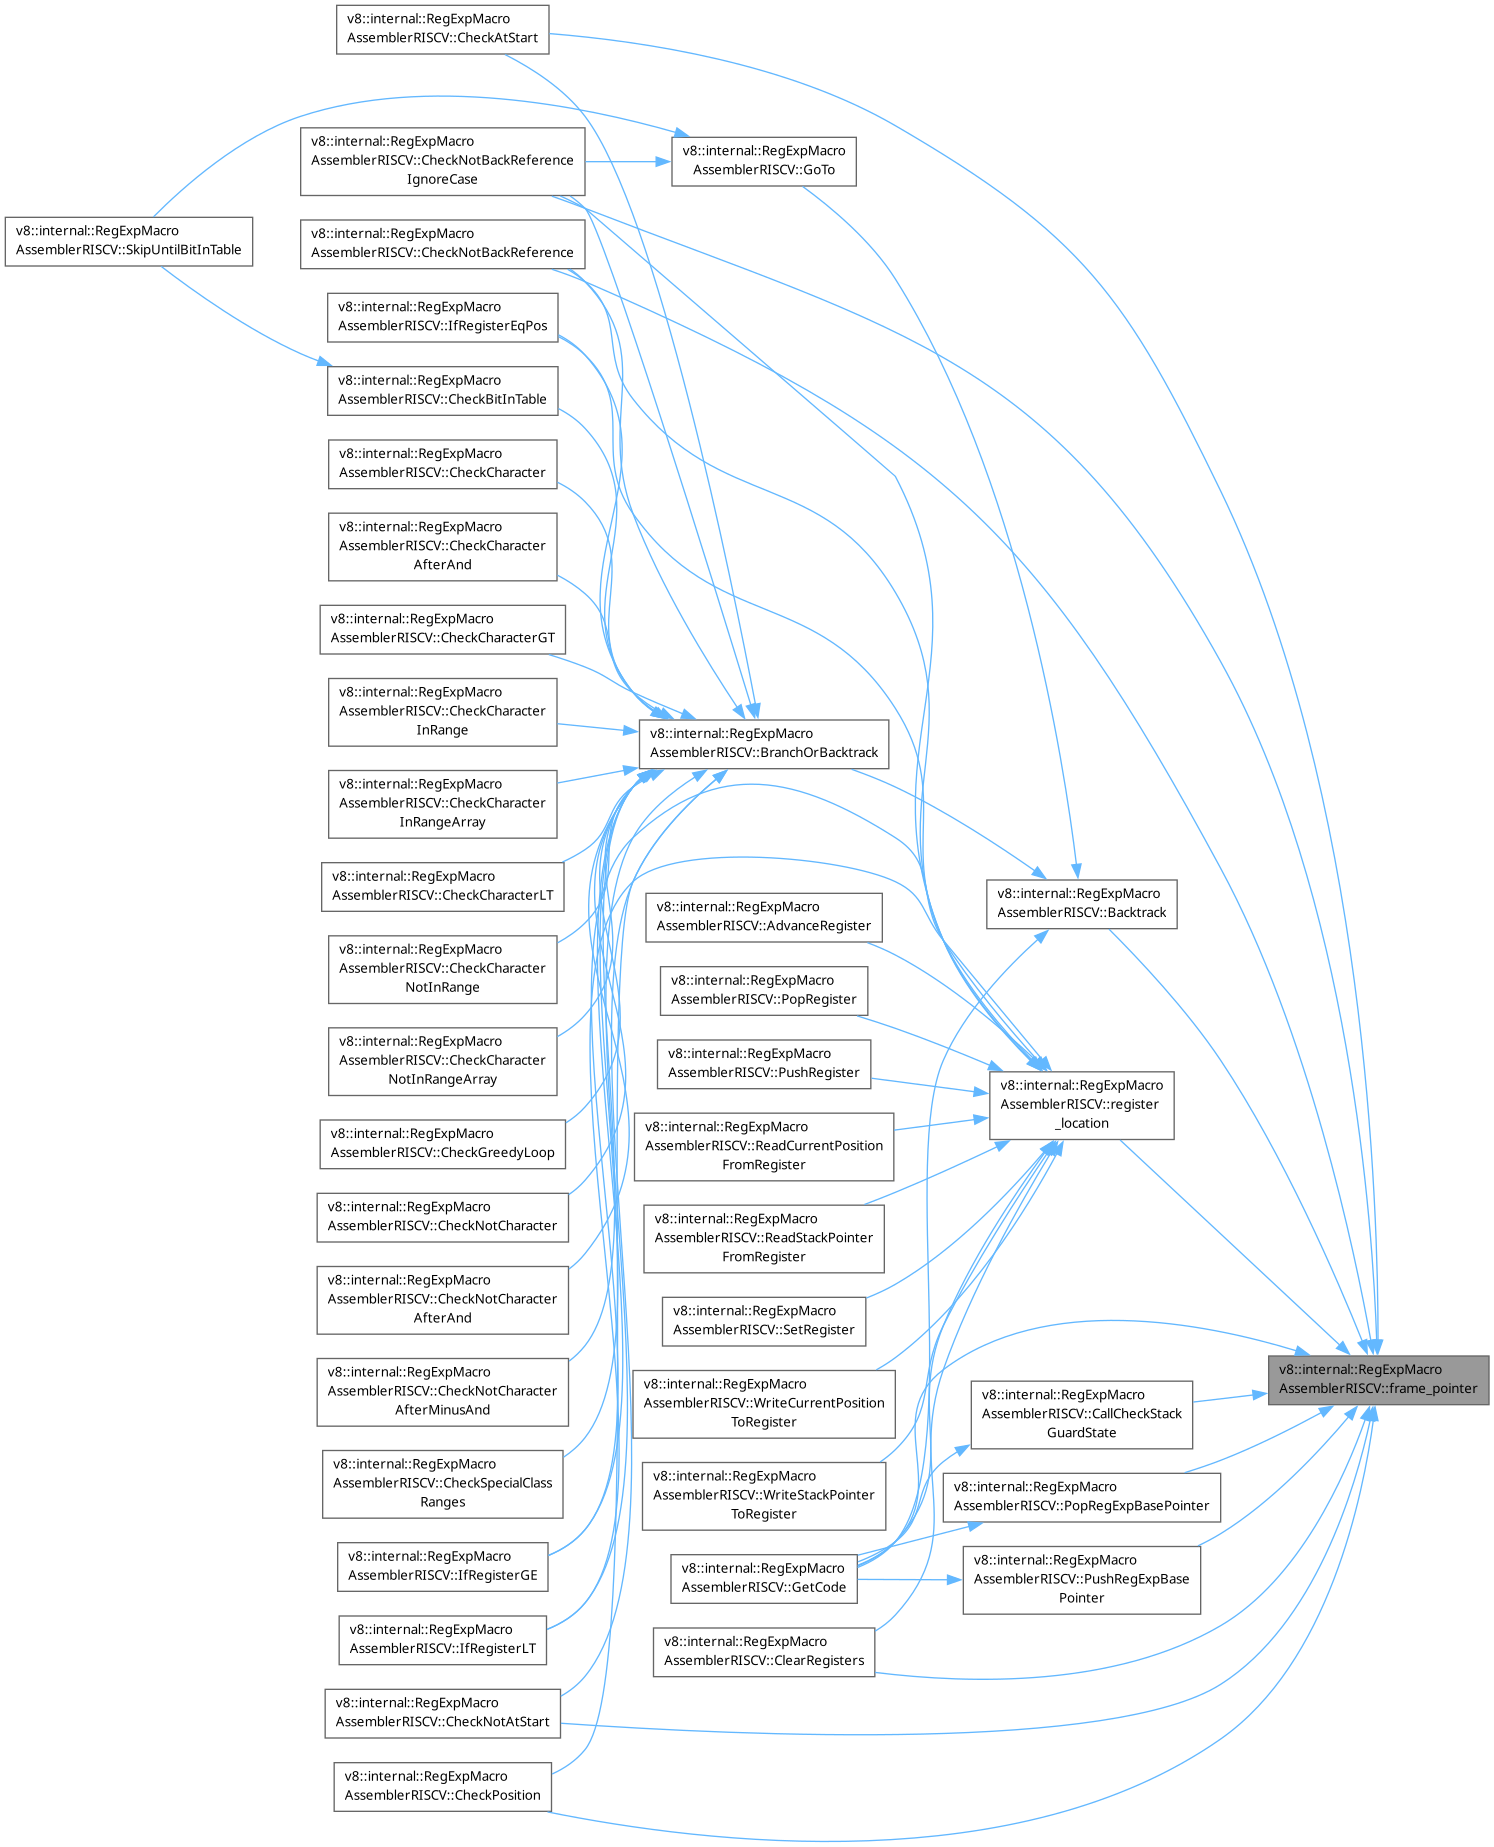 v8::internal::RegExpMacro
AssemblerRISCV::CheckAtStart
v8::internal::RegExpMacro
AssemblerRISCV::CheckNotBackReference
IgnoreCase
v8::internal::RegExpMacro
AssemblerRISCV::GoTo
v8::internal::RegExpMacro
AssemblerRISCV::SkipUntilBitInTable
v8::internal::RegExpMacro
AssemblerRISCV::CheckNotBackReference
v8::internal::RegExpMacro
AssemblerRISCV::IfRegisterEqPos
v8::internal::RegExpMacro
AssemblerRISCV::CheckBitInTable
v8::internal::RegExpMacro
AssemblerRISCV::CheckCharacter
v8::internal::RegExpMacro
AssemblerRISCV::CheckCharacter
AfterAnd
v8::internal::RegExpMacro
AssemblerRISCV::CheckCharacterGT
v8::internal::RegExpMacro
AssemblerRISCV::CheckCharacter
InRange
v8::internal::RegExpMacro
AssemblerRISCV::BranchOrBacktrack
v8::internal::RegExpMacro
AssemblerRISCV::CheckCharacter
InRangeArray
v8::internal::RegExpMacro
AssemblerRISCV::CheckCharacterLT
v8::internal::RegExpMacro
AssemblerRISCV::Backtrack
v8::internal::RegExpMacro
AssemblerRISCV::AdvanceRegister
v8::internal::RegExpMacro
AssemblerRISCV::CheckCharacter
NotInRange
v8::internal::RegExpMacro
AssemblerRISCV::PopRegister
v8::internal::RegExpMacro
AssemblerRISCV::CheckCharacter
NotInRangeArray
v8::internal::RegExpMacro
AssemblerRISCV::PushRegister
v8::internal::RegExpMacro
AssemblerRISCV::register
_location
v8::internal::RegExpMacro
AssemblerRISCV::CheckGreedyLoop
v8::internal::RegExpMacro
AssemblerRISCV::ReadCurrentPosition
FromRegister
v8::internal::RegExpMacro
AssemblerRISCV::CheckNotCharacter
v8::internal::RegExpMacro
AssemblerRISCV::ReadStackPointer
FromRegister
v8::internal::RegExpMacro
AssemblerRISCV::CheckNotCharacter
AfterAnd
v8::internal::RegExpMacro
AssemblerRISCV::SetRegister
v8::internal::RegExpMacro
AssemblerRISCV::CheckNotCharacter
AfterMinusAnd
v8::internal::RegExpMacro
AssemblerRISCV::WriteCurrentPosition
ToRegister
v8::internal::RegExpMacro
AssemblerRISCV::CallCheckStack
GuardState
v8::internal::RegExpMacro
AssemblerRISCV::frame_pointer
v8::internal::RegExpMacro
AssemblerRISCV::CheckSpecialClass
Ranges
v8::internal::RegExpMacro
AssemblerRISCV::WriteStackPointer
ToRegister
v8::internal::RegExpMacro
AssemblerRISCV::PopRegExpBasePointer
v8::internal::RegExpMacro
AssemblerRISCV::IfRegisterGE
v8::internal::RegExpMacro
AssemblerRISCV::GetCode
v8::internal::RegExpMacro
AssemblerRISCV::PushRegExpBase
Pointer
v8::internal::RegExpMacro
AssemblerRISCV::IfRegisterLT
v8::internal::RegExpMacro
AssemblerRISCV::ClearRegisters
v8::internal::RegExpMacro
AssemblerRISCV::CheckNotAtStart
v8::internal::RegExpMacro
AssemblerRISCV::CheckPosition